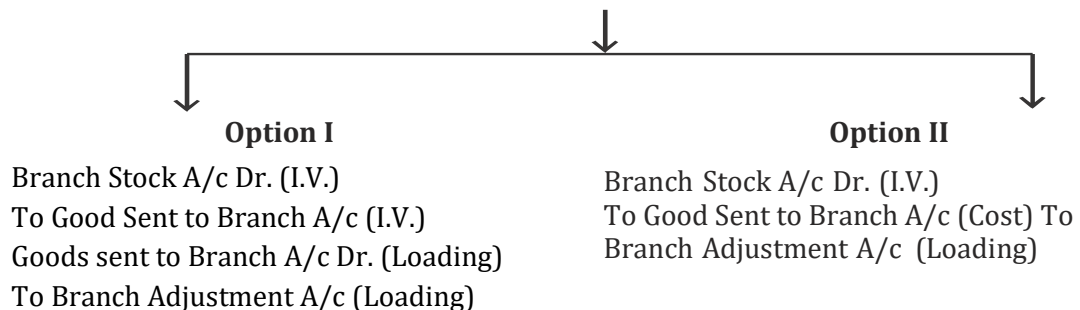 Option I
Branch Stock A/c Dr. (I.V.)
To Good Sent to Branch A/c (I.V.)
Goods sent to Branch A/c Dr. (Loading)
To Branch Adjustment A/c (Loading)
Option II
Branch Stock A/c Dr. (I.V.)
To Good Sent to Branch A/c (Cost) To
Branch Adjustment A/c (Loading)